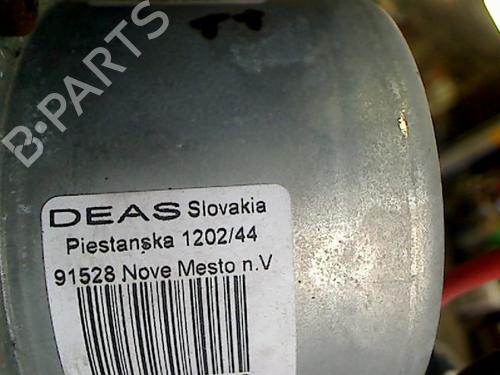 B-PARTS
DEAS Slovakia
Piestanska 1202/44
91528 Nove Mesto n.V